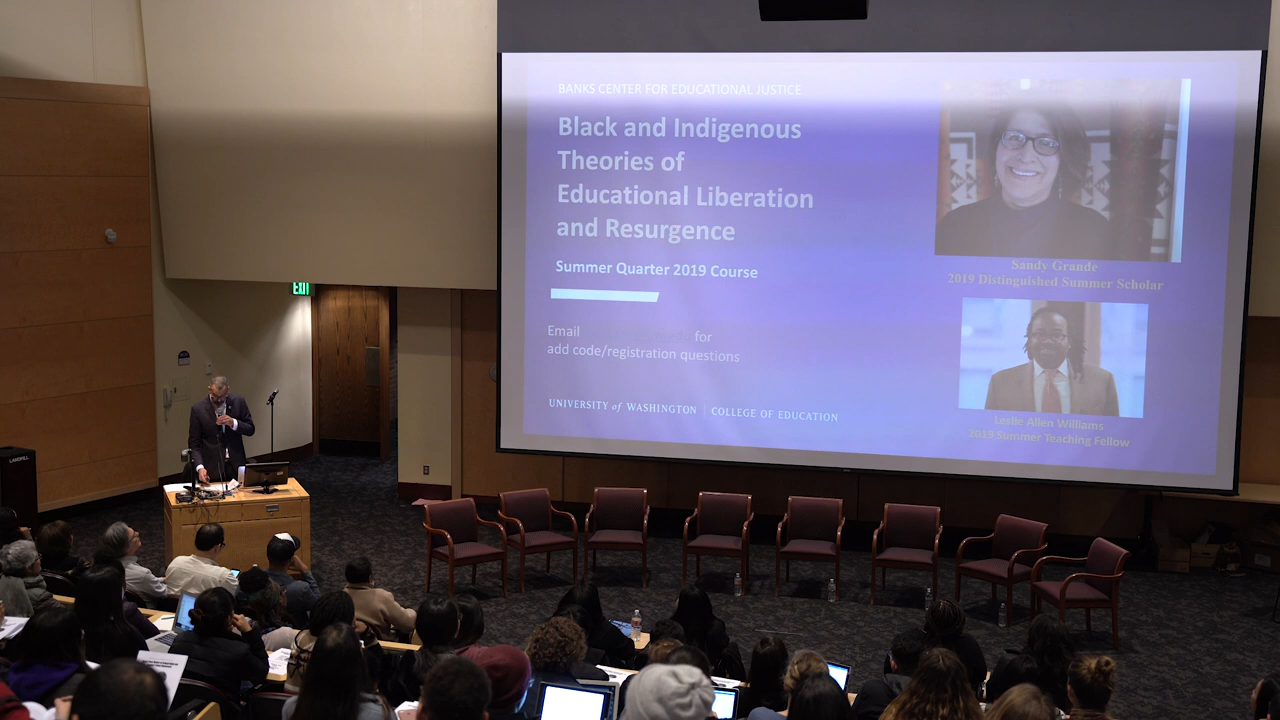 BANKS CENTER FOR EDUCATIONAL JUSTICE
Black and Indigenous
Theories of
Educational Liberation
and Resurgence
Summer Quarter 2019 Course
Email for
add code/registration questions
UNIVERSITY of WASHINGTON | COLLEGE OF EDUCATION
Sandy Grande
2019 Distinguished Summer Scholar
Leslie Allen Williams
2019 Summer Teaching Fellow
EXIT
LANDFILL